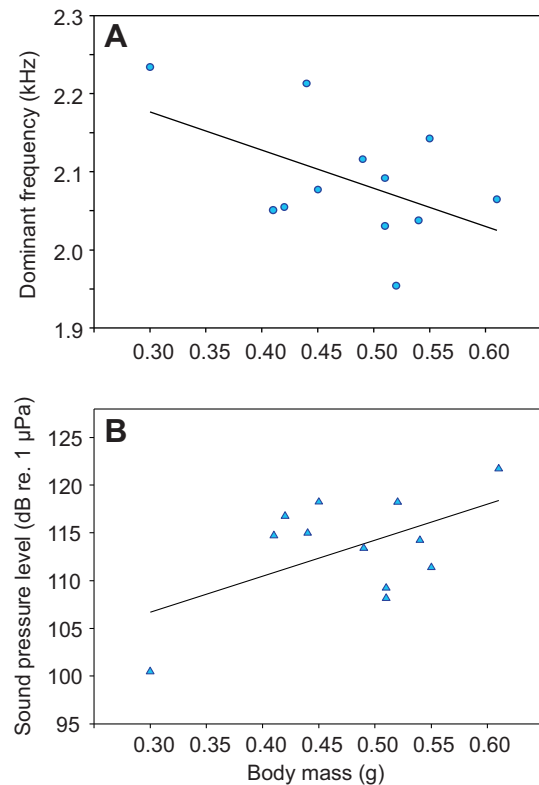 A
Dominant frequency (kHz)
2.3
2.2
2.1
2.0
1.9
0.30 0.35 0.40 0.45 0.50 0.55 0.60
B
Sound pressure level (dB re. 1 μPa)
125
120
115
110
105
100
95
0.30 0.35 0.40 0.45 0.50 0.55 0.60
Body mass (g)